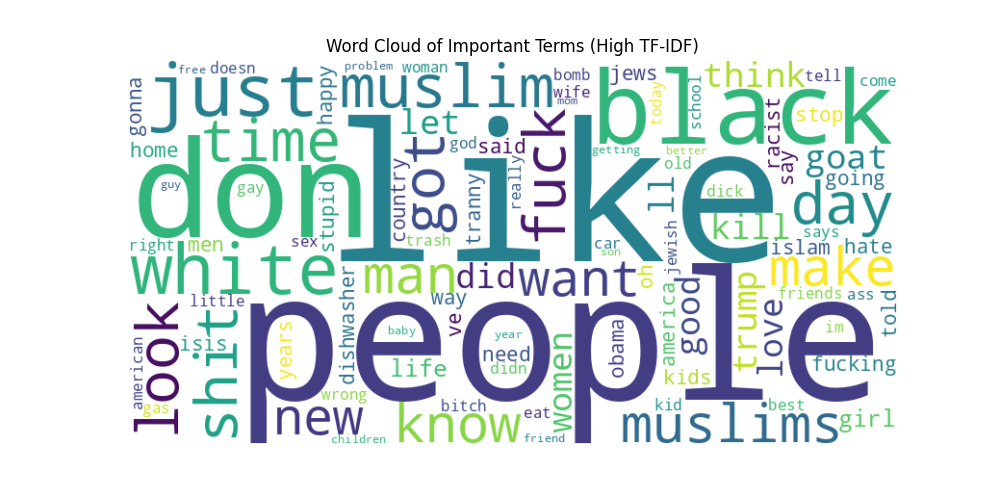 Word Cloud of Important Terms (High TF-IDF)
free doesn
problem woman
just
gonna
happy
muslim
bomb
wife
mom
jews
black
today
school
think
tell
come
stop
home
time
let
god said
got
country
fuck
really
tranny
like
don
guy
gay
stupid
getting
better
old
dick
racist
say
goat
going
day
ll
kill
says
islam
hate
right men
sex
trash
car
son
jewish
white
man
did
want
oh
make
little
way
ve
dishwasher
people
look
shit
isis
years
american
gas
baby
year
need
didn
life
wrong
women
obama
america
good
trump
love
friends ass
told
im
fucking
kids
new
children
know
bitch
eat
friend
muslims
kid
best
girl